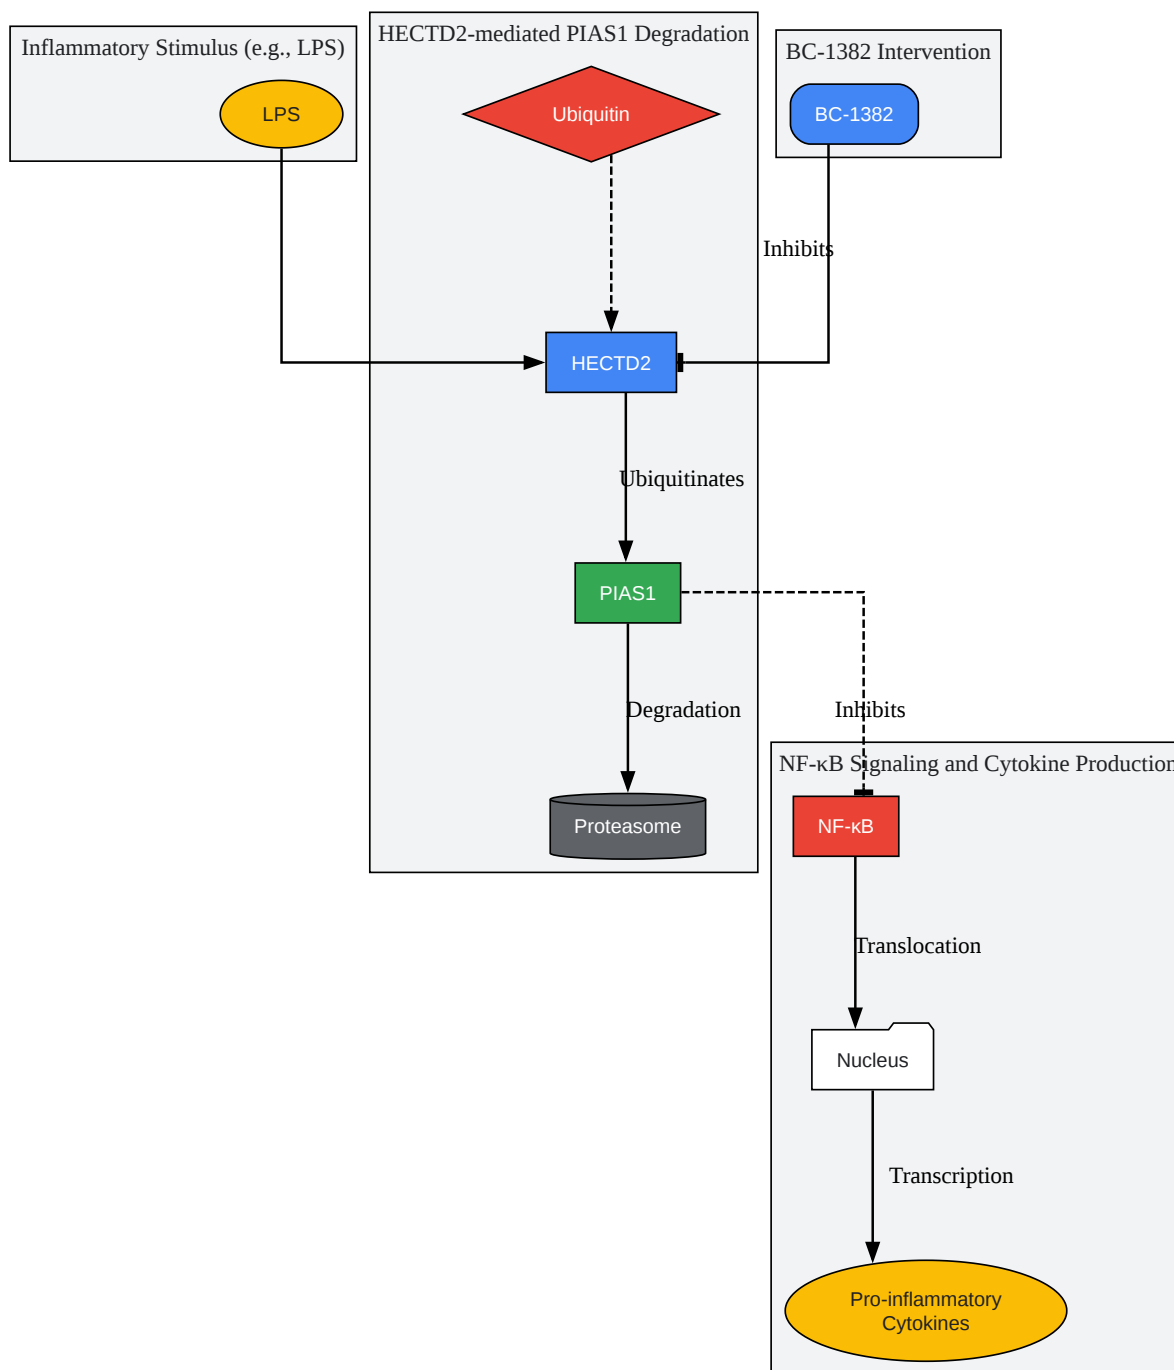 Inflammatory Stimulus (e.g., LPS)
LPS
HECTD2-mediated PIAS1 Degradation
Ubiquitin
BC-1382 Intervention
BC-1382
Inhibits
HECTD2
Ubiquitinates
PIAS1
Degradation
Inhibits
Proteasome
NF-κB Signaling and Cytokine Production
NF-κB
Translocation
Nucleus
Transcription
Pro-inflammatory
Cytokines